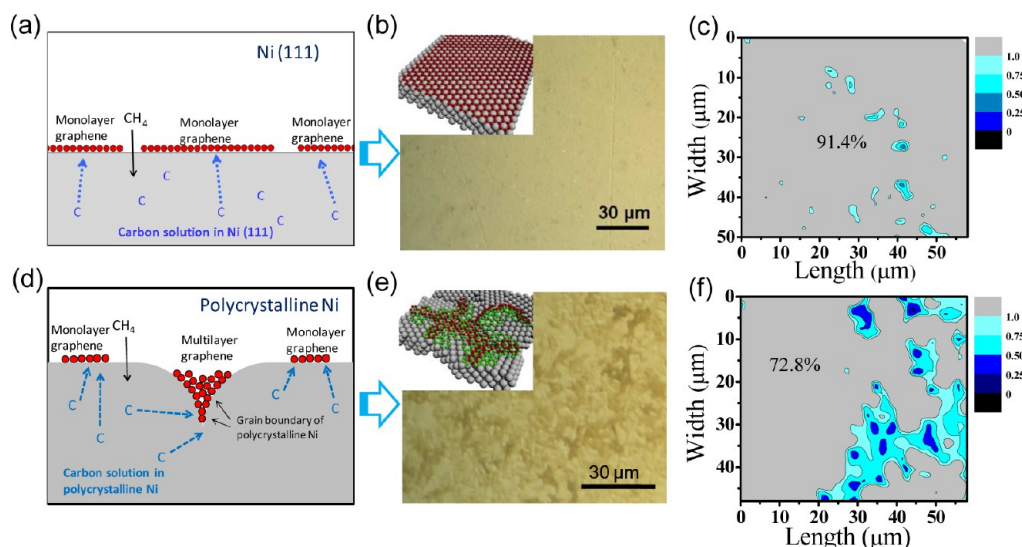 (a)
Ni (111)
Monolayer
graphene
CH4
Monolayer
graphene
Monolayer
graphene
C
C
C
C
C
C
C
Carbon solution in Ni (111)
(b)
30 µm
(c)
Width (µm)
0
10
20
30
40
50
91.4%
0
10
20
30
40
50
Length (µm)
1.0
0.75
0.50
0.25
0
(d)
Polycrystalline Ni
Monolayer
graphene
CH4
Multilayer
graphene
Monolayer
graphene
C
C
C
C
C
Grain boundary of
polycrystalline Ni
Carbon solution in
polycrystalline Ni
(e)
30 µm
(f)
Width (µm)
0
10
20
30
40
72.8%
0
10
20
30
40
50
Length (µm)
1.0
0.75
0.50
0.25
0